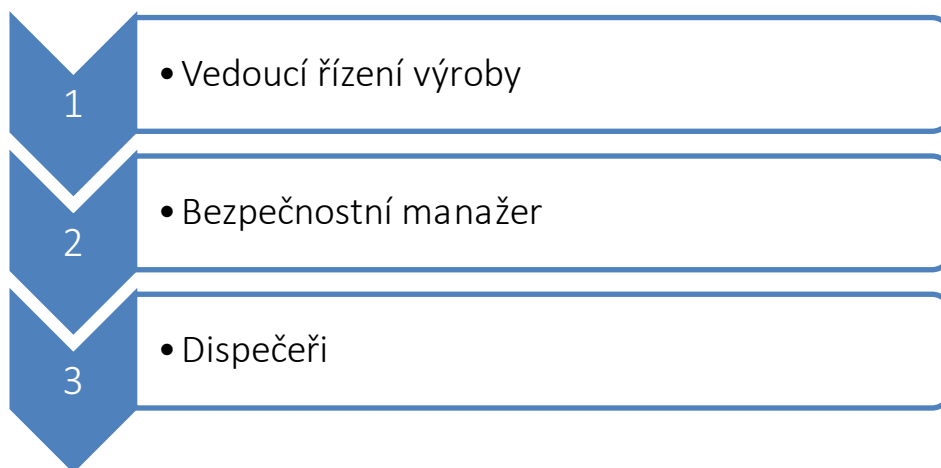 1
• Vedoucí řízení výroby
2
• Bezpečnostní manažer
3
• Dispečeři